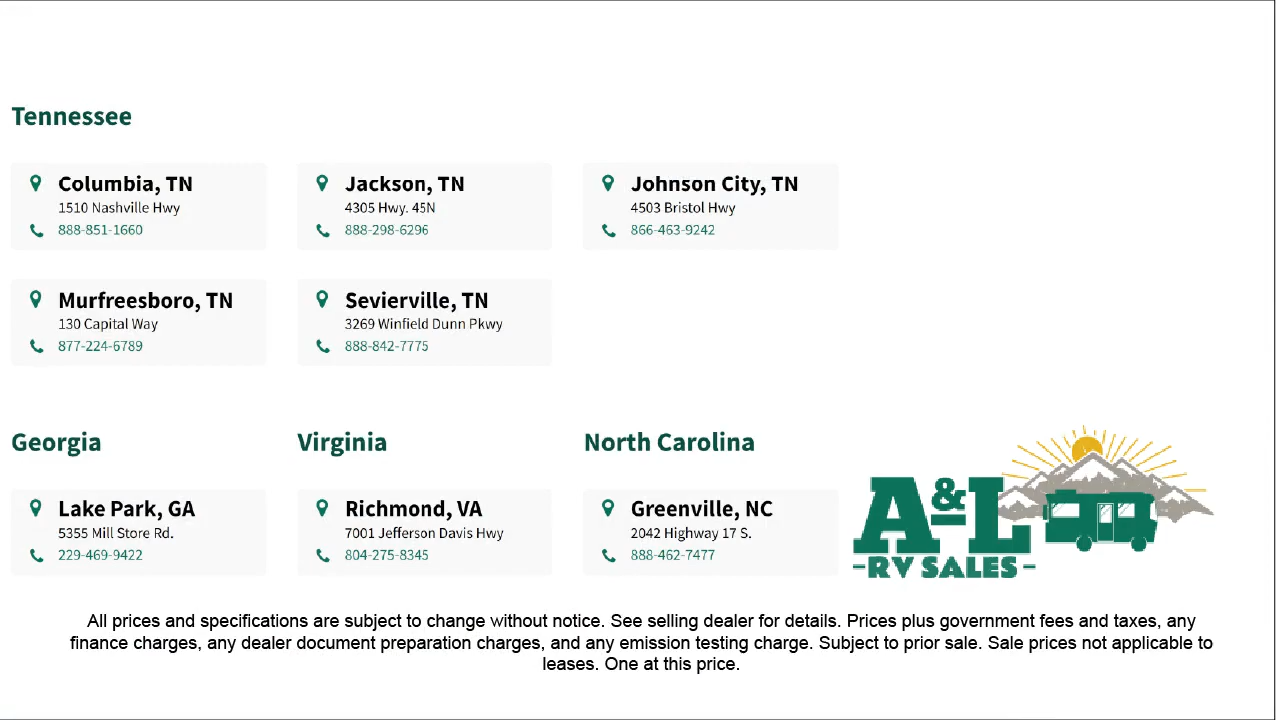 Tennessee
Columbia, TN
1510 Nashville Hwy
888-851-1660
Jackson, TN
4305 Hwy. 45N
888-298-6296
Johnson City, TN
4503 Bristol Hwy
866-463-9242
Murfreesboro, TN
130 Capital Way
877-224-6789
Sevierville, TN
3269 Winfield Dunn Pkwy
888-842-7775
Georgia
Lake Park, GA
5355 Mill Store Rd.
229-469-9422
Virginia
Richmond, VA
7001 Jefferson Davis Hwy
804-275-8345
North Carolina
Greenville, NC
2042 Highway 17 S.
888-462-7477
A&L
-RV SALES-
All prices and specifications are subject to change without notice. See selling dealer for details. Prices plus government fees and taxes, any
finance charges, any dealer document preparation charges, and any emission testing charge. Subject to prior sale. Sale prices not applicable to
leases. One at this price.